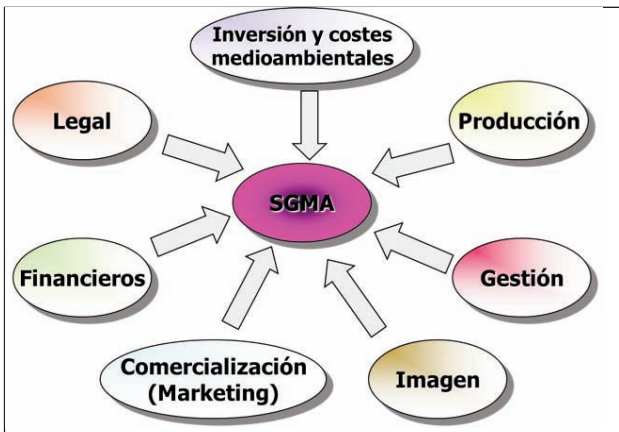 Inversión y costes
medioambientales
Legal
Producción
SGMA
Financieros
Gestión
Comercialización
(Marketing)
Imagen